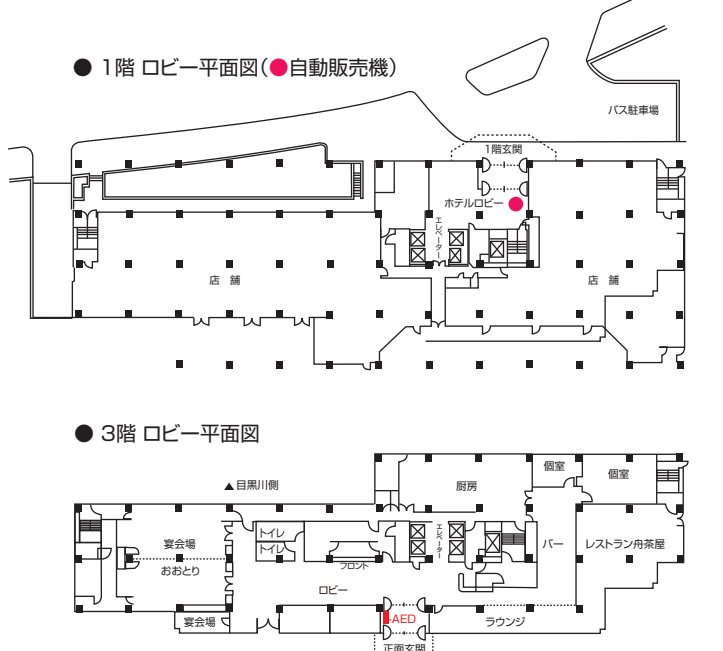 ● 1階 ロビー平面図(●自動販売機)
バス駐車場
1階玄関
ホテルロビー
エレベーター
店 舗
店 舗
● 3階 ロビー平面図
▲目黒川側
厨房
個室
個室
トイレ
トイレ
フロント
エレベーター
バー
レストラン舟茶屋
宴会場
おおとり
ロビー
宴会場
AED
ラウンジ
正面玄関